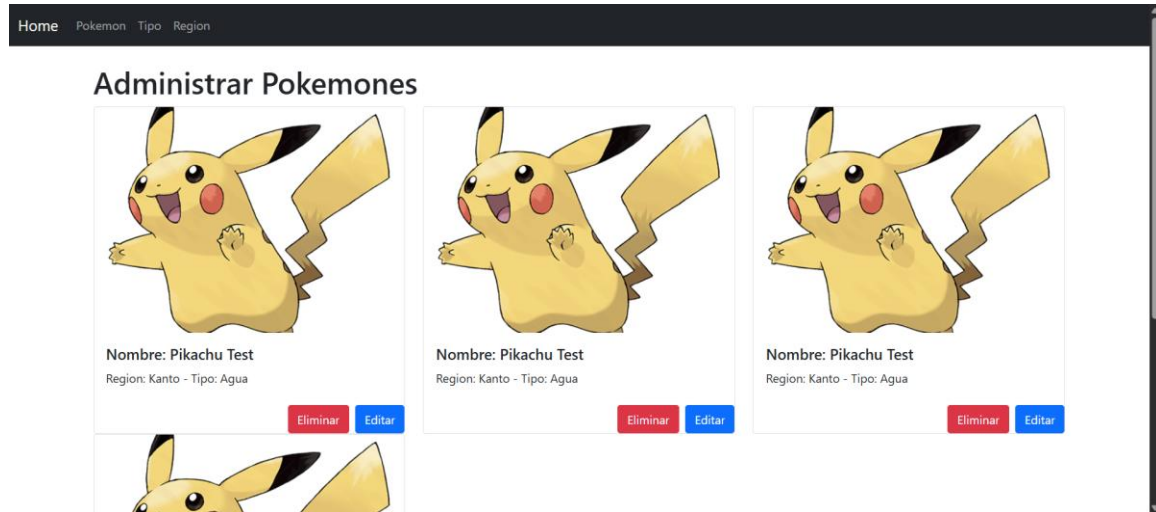 Home Pokemon Tipo Region
Administrar Pokemones
Nombre: Pikachu Test
Region: Kanto - Tipo: Agua
Eliminar Editar
Nombre: Pikachu Test
Region: Kanto - Tipo: Agua
Eliminar Editar
Nombre: Pikachu Test
Region: Kanto - Tipo: Agua
Eliminar Editar